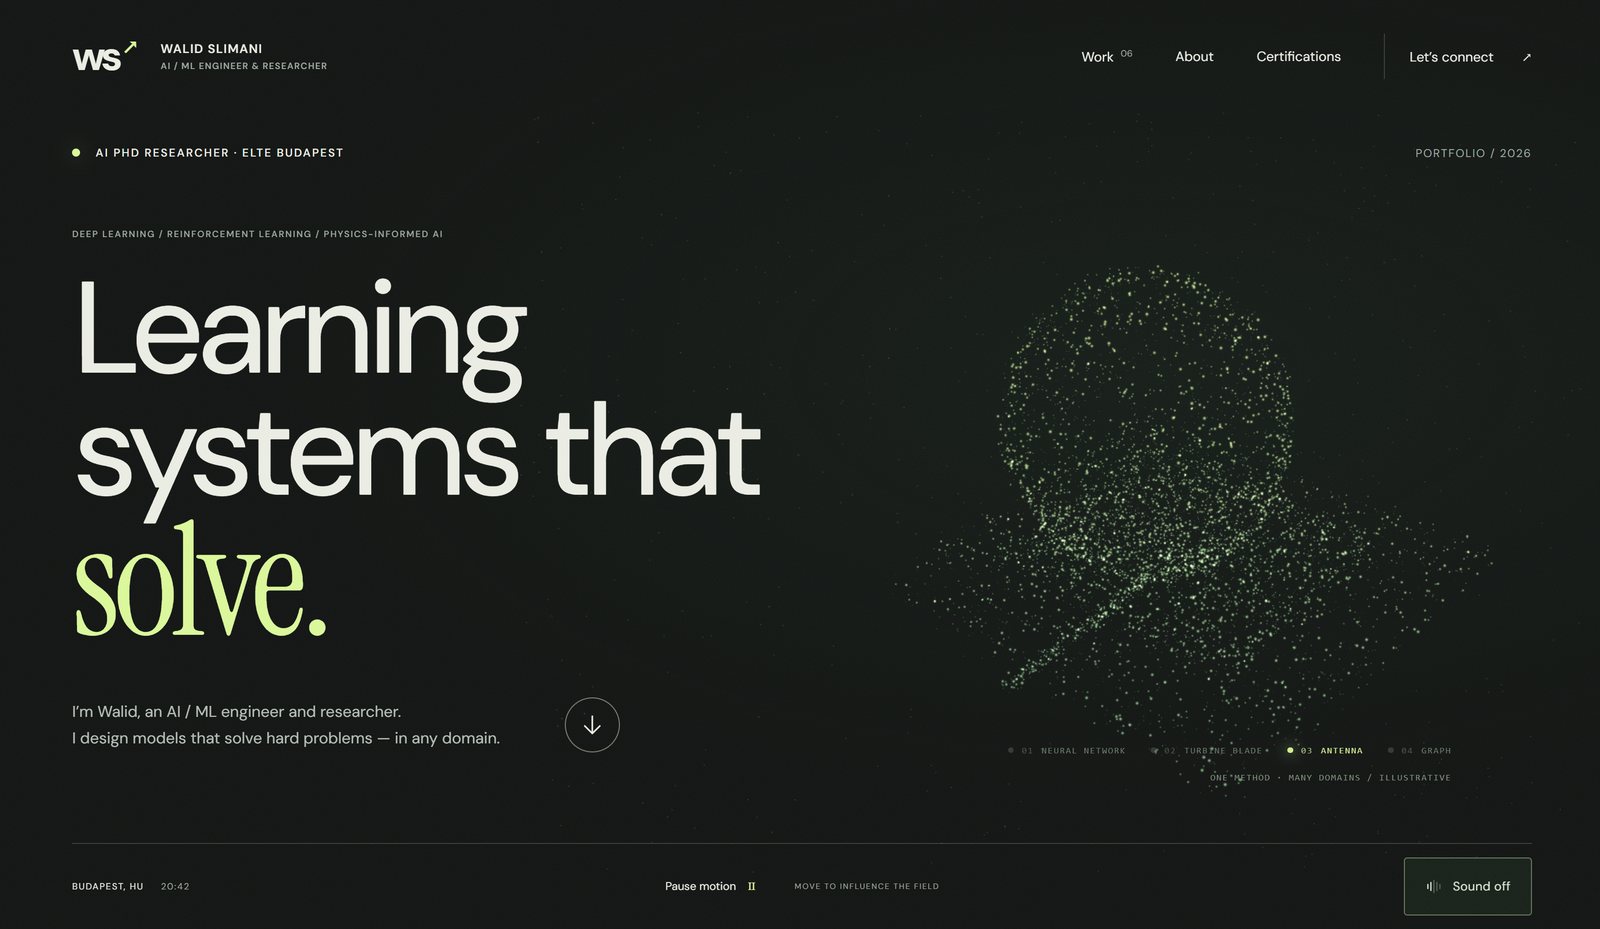 WS
WALID SLIMANI
AI / ML ENGINEER & RESEARCHER
Work 06
About
Certifications
Let’s connect ↗
AI PHD RESEARCHER · ELTE BUDAPEST
PORTFOLIO / 2026
DEEP LEARNING / REINFORCEMENT LEARNING / PHYSICS-INFORMED AI
Learning
systems that
solve.
I’m Walid, an AI / ML engineer and researcher.
I design models that solve hard problems — in any domain.
01 NEURAL NETWORK
02 TURBINE BLADE
03 ANTENNA
04 GRAPH
ONE METHOD · MANY DOMAINS / ILLUSTRATIVE
BUDAPEST, HU 20:42
Pause motion
MOVE TO INFLUENCE THE FIELD
Sound off